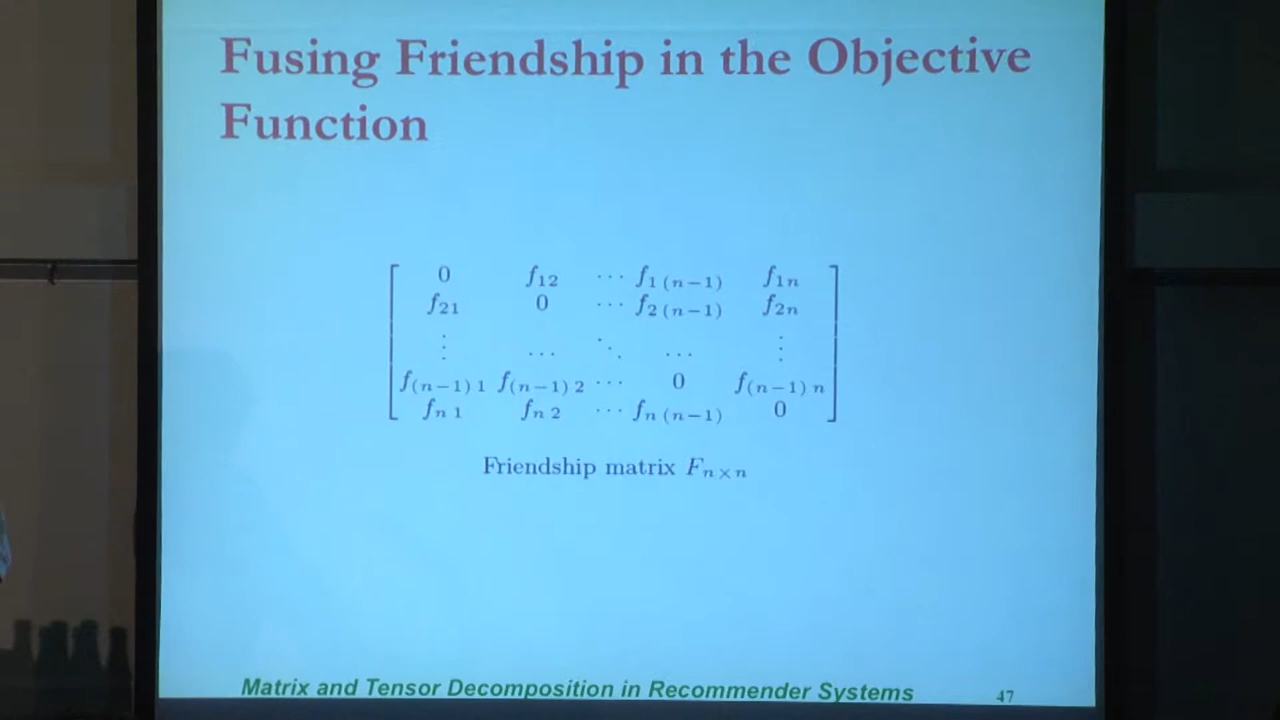 Fusing Friendship in the Objective
Function
0 f12 ··· f1 (n−1) f1n
f21 0 ··· f2 (n−1) f2n
⋮ ··· ⋱ ··· ⋮
f(n−1) 1 f(n−1) 2 ··· 0 f(n−1) n
fn 1 fn 2 ··· fn (n−1) 0
Friendship matrix Fn×n
Matrix and Tensor Decomposition in Recommender Systems 47